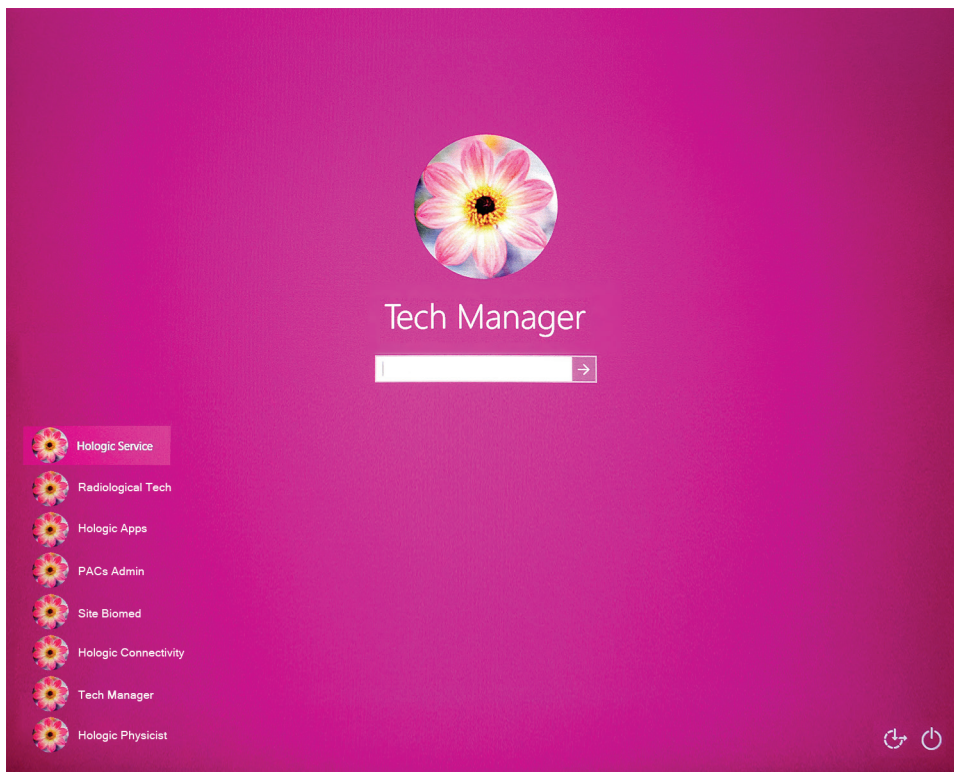 Tech Manager
Hologic Service
Radiological Tech
Hologic Apps
PACs Admin
Site Biomed
Hologic Connectivity
Tech Manager
Hologic Physicist